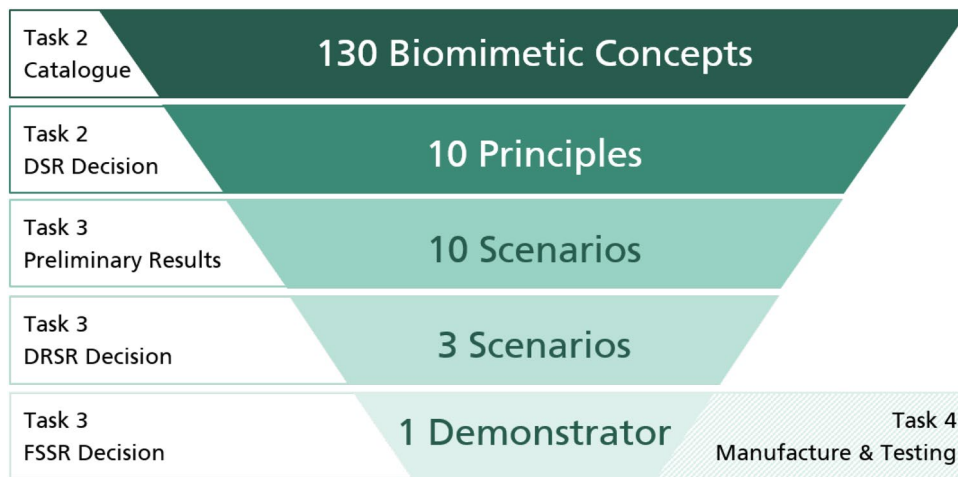 Task 2
Catalogue
130 Biomimetic Concepts
Task 2
DSR Decision
10 Principles
Task 3
Preliminary Results
10 Scenarios
Task 3
DRSR Decision
3 Scenarios
Task 3
FSSR Decision
1 Demonstrator
Task 4
Manufacture & Testing